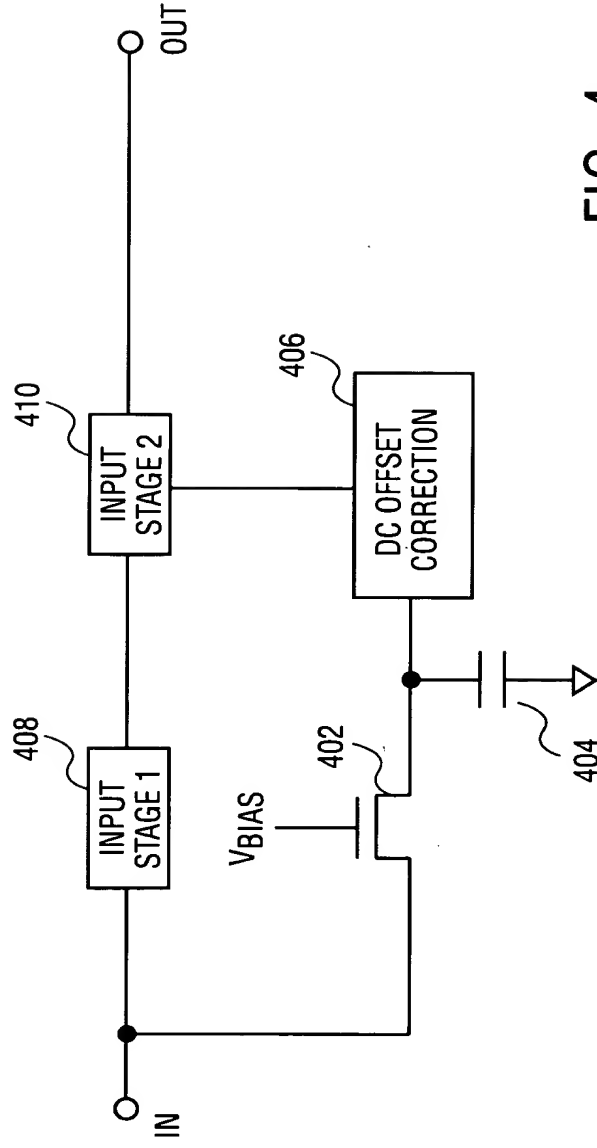 IN
408
INPUT
STAGE 1
410
INPUT
STAGE 2
OUT
VBIAS
402
404
406
DC OFFSET
CORRECTION